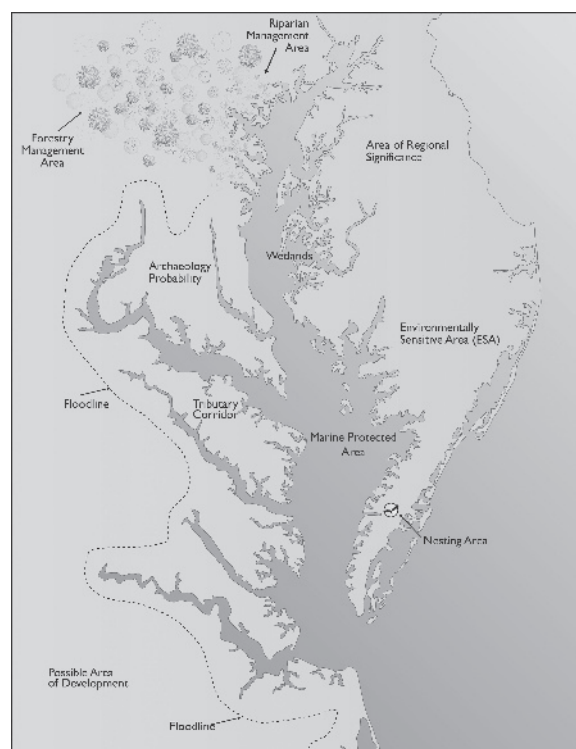 Riparian
Management
Area
Forestry
Management
Area
Area of Regional
Significance
Wetlands
Archaeology
Probability
Environmentally
Sensitive Area (ESA)
Floodline
Tributary
Corridor
Marine Protected
Area
Nesting Area
Possible Area
of Development
Floodline